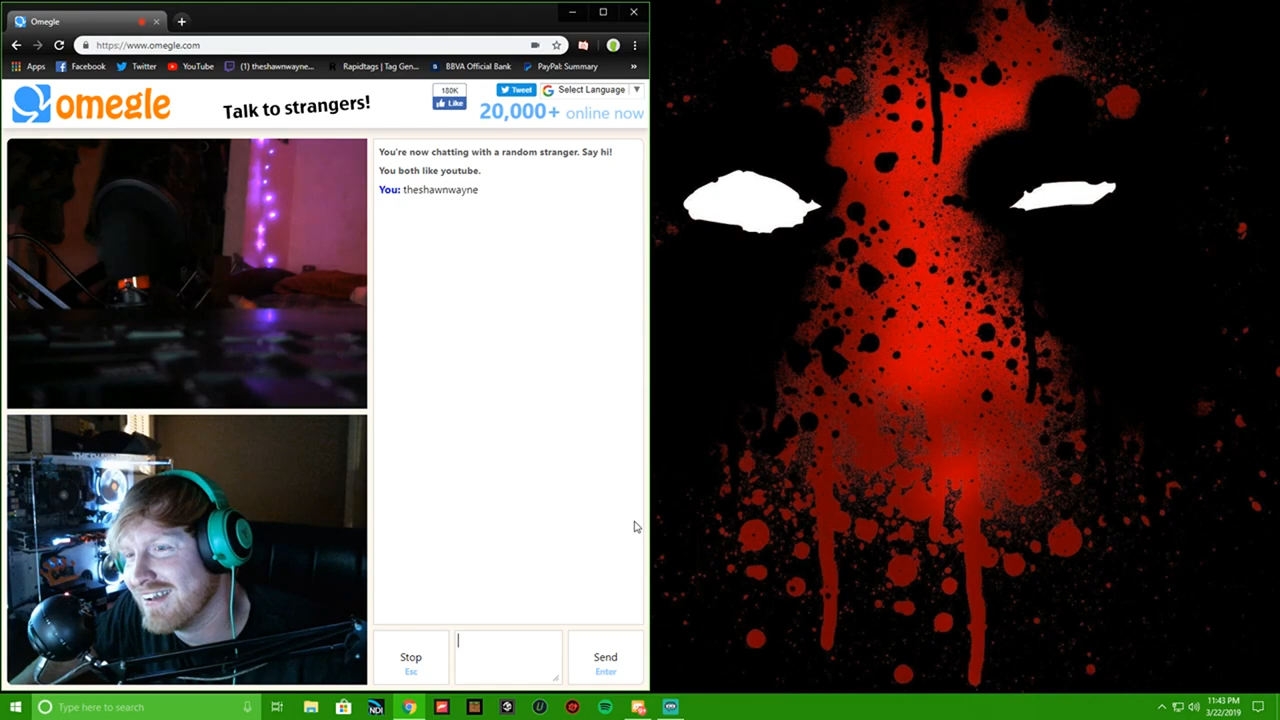 Omegle
https://www.omegle.com
Apps
Facebook
Twitter
YouTube
(1) theshawnwayne...
Rapidtags | Tag Gen...
BBVA Official Bank
PayPal: Summary
»
omegle
Talk to strangers!
180K
Like
Tweet
Select Language
20,000+ online now
You're now chatting with a random stranger. Say hi!
You both like youtube.
You: theshawnwayne
Stop
Esc
Send
Enter
Type here to search
NDI
11:43 PM
3/22/2019